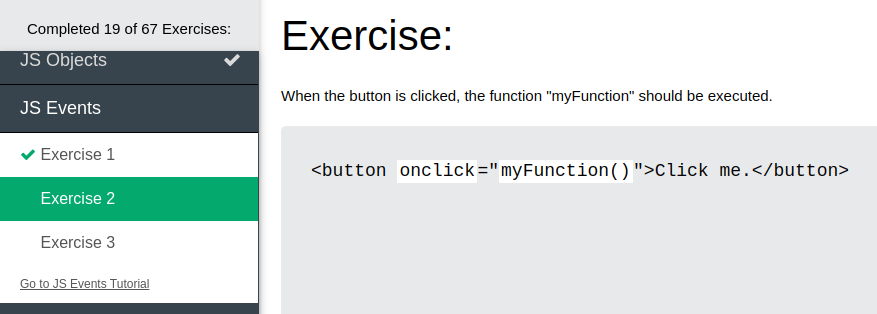 Completed 19 of 67 Exercises:
JS Objects
JS Events
Exercise 1
Exercise 2
Exercise 3
Go to JS Events Tutorial
Exercise:
When the button is clicked, the function "myFunction" should be executed.
<button onclick="myFunction()">Click me.</button>